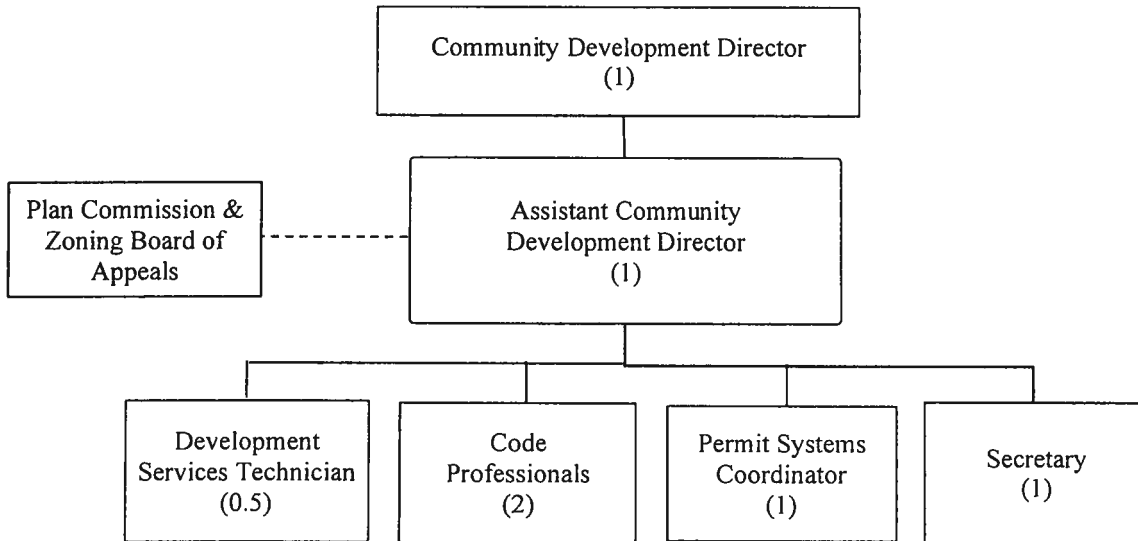 Community Development Director
(1)
Plan Commission &
Zoning Board of
Appeals
Assistant Community
Development Director
(1)
Development
Services Technician
(0.5)
Code
Professionals
(2)
Permit Systems
Coordinator
(1)
Secretary
(1)